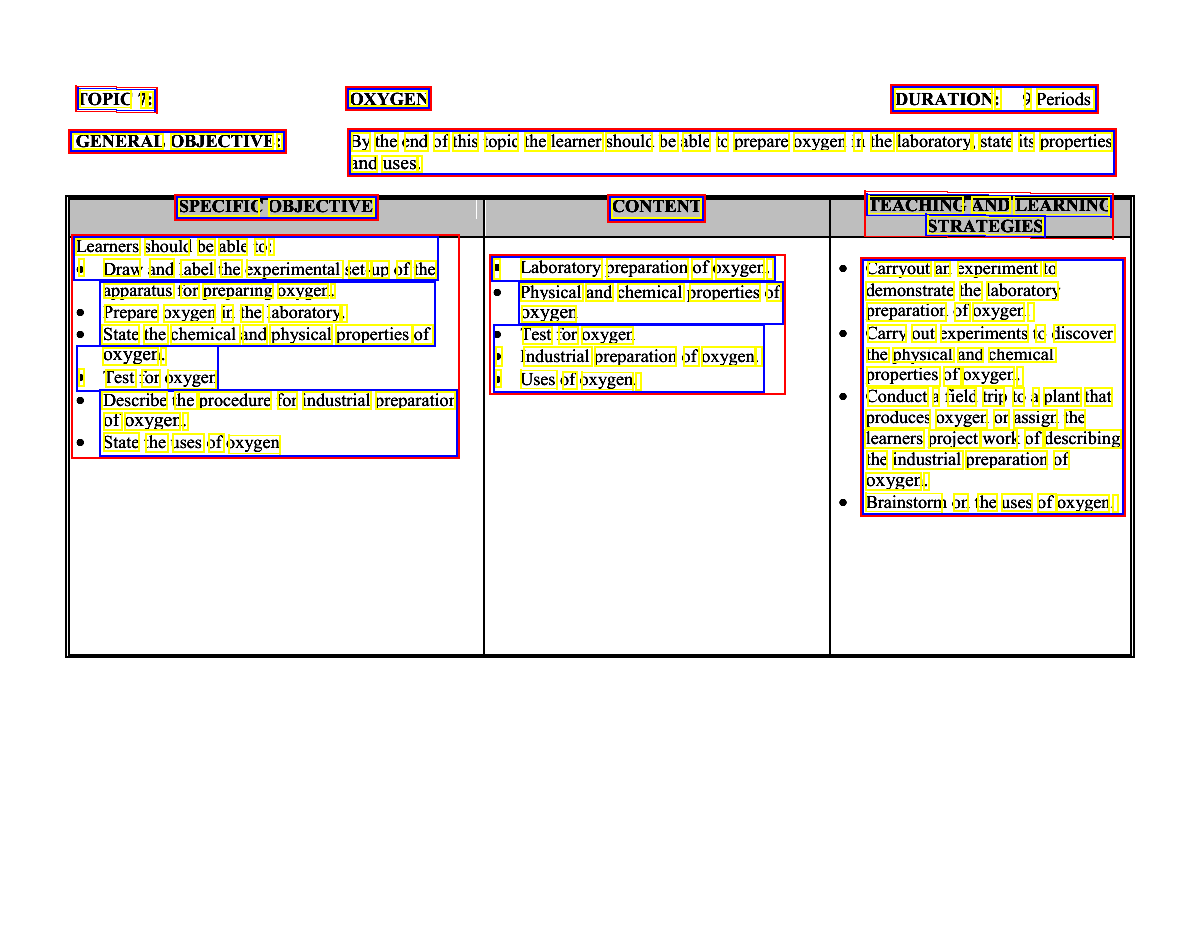 TOPIC 7: OXYGEN DURATION: 9 Periods
GENERAL OBJECTIVE: By the end of this topic the learner should be able to prepare oxygen in the laboratory, state its properties
and uses.
SPECIFIC OBJECTIVE
Learners should be able to:
• Draw and label the experimental set-up of the
apparatus for preparing oxygen.
• Prepare oxygen in the laboratory.
• State the chemical and physical properties of
oxygen.
• Test for oxygen
• Describe the procedure for industrial preparation
of oxygen.
• State the uses of oxygen
CONTENT
• Laboratory preparation of oxygen.
• Physical and chemical properties of
oxygen
• Test for oxygen
• Industrial preparation of oxygen.
• Uses of oxygen.
TEACHING AND LEARNING
STRATEGIES
• Carryout an experiment to
demonstrate the laboratory
preparation of oxygen.
• Carry out experiments to discover
the physical and chemical
properties of oxygen.
• Conduct a field trip to a plant that
produces oxygen or assign the
learners project work of describing
the industrial preparation of
oxygen.
• Brainstorm on the uses of oxygen.